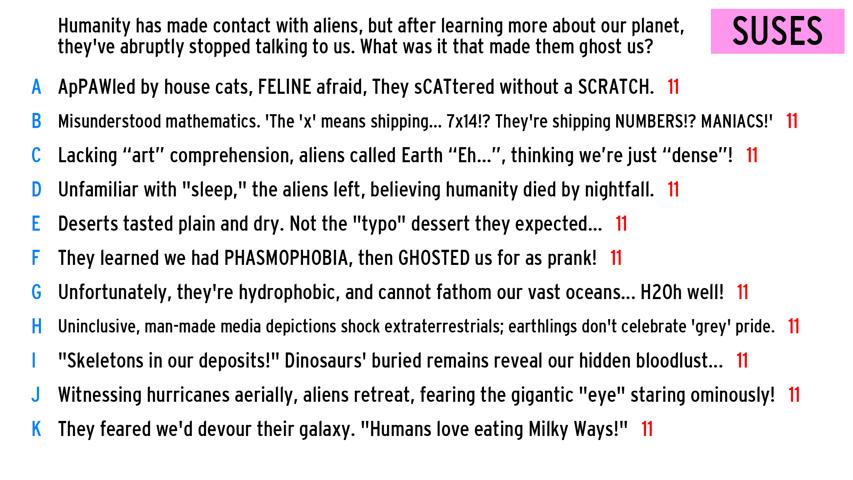 Humanity has made contact with aliens, but after learning more about our planet,
they've abruptly stopped talking to us. What was it that made them ghost us?
SUSES
A ApPAWled by house cats, FELINE afraid, They sCATtered without a SCRATCH. 11
B Misunderstood mathematics. 'The 'x' means shipping... 7x14!? They're shipping NUMBERS!? MANIACS!' 11
C Lacking “art” comprehension, aliens called Earth “Eh...”, thinking we’re just “dense”! 11
D Unfamiliar with "sleep," the aliens left, believing humanity died by nightfall. 11
E Deserts tasted plain and dry. Not the "typo" dessert they expected... 11
F They learned we had PHASMOPHOBIA, then GHOSTED us for as prank! 11
G Unfortunately, they're hydrophobic, and cannot fathom our vast oceans... H2Oh well! 11
H Uninclusive, man-made media depictions shock extraterrestrials; earthlings don't celebrate 'grey' pride. 11
I "Skeletons in our deposits!" Dinosaurs' buried remains reveal our hidden bloodlust... 11
J Witnessing hurricanes aerially, aliens retreat, fearing the gigantic "eye" staring ominously! 11
K They feared we'd devour their galaxy. "Humans love eating Milky Ways!" 11